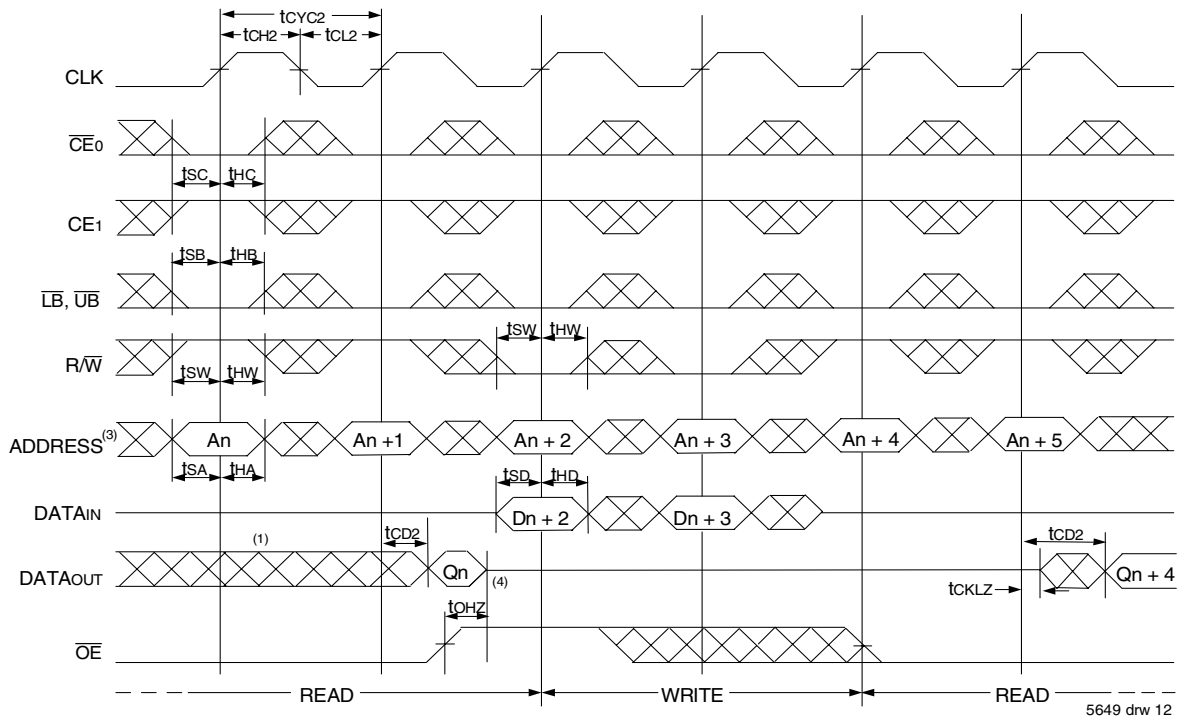 tCYC2
tCH2 tCL2
CLK
CE0
tSC tHC
CE1
tSB tHB
LB, UB
tSW tHW
R/W
tSW tHW
ADDRESS(3) An An +1 An + 2 An + 3 An + 4 An + 5
tSA tHA
tSD tHD
DATAIN Dn + 2 Dn + 3
(1) tCD2 tCD2
DATAOUT Qn (4) Qn + 4
tCKLZ
tOHZ
OE
READ WRITE READ
5649 drw 12